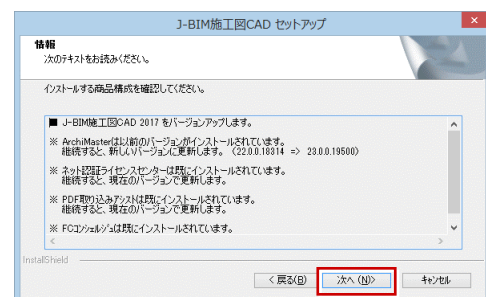 J-BIM施工図CAD セットアップ
情報
次のテキストをお読みください。
インストールする商品構成を確認してください。
■ J-BIM施工図CAD 2017 をバージョンアップします。
※ ArchiMasterは以前のバージョンがインストールされています。
継続すると、新しいバージョンに更新します。 (22.0.0.18314 => 23.0.0.19500)
※ ネット認証ライセンスセンターは既にインストールされています。
継続すると、現在のバージョンで更新します。
※ PDF取り込みアシストは既にインストールされています。
継続すると、現在のバージョンで更新します。
※ FCコンシェルジュは既にインストールされています。
InstallShield
< 戻る(B)
次へ (N)>
キャンセル